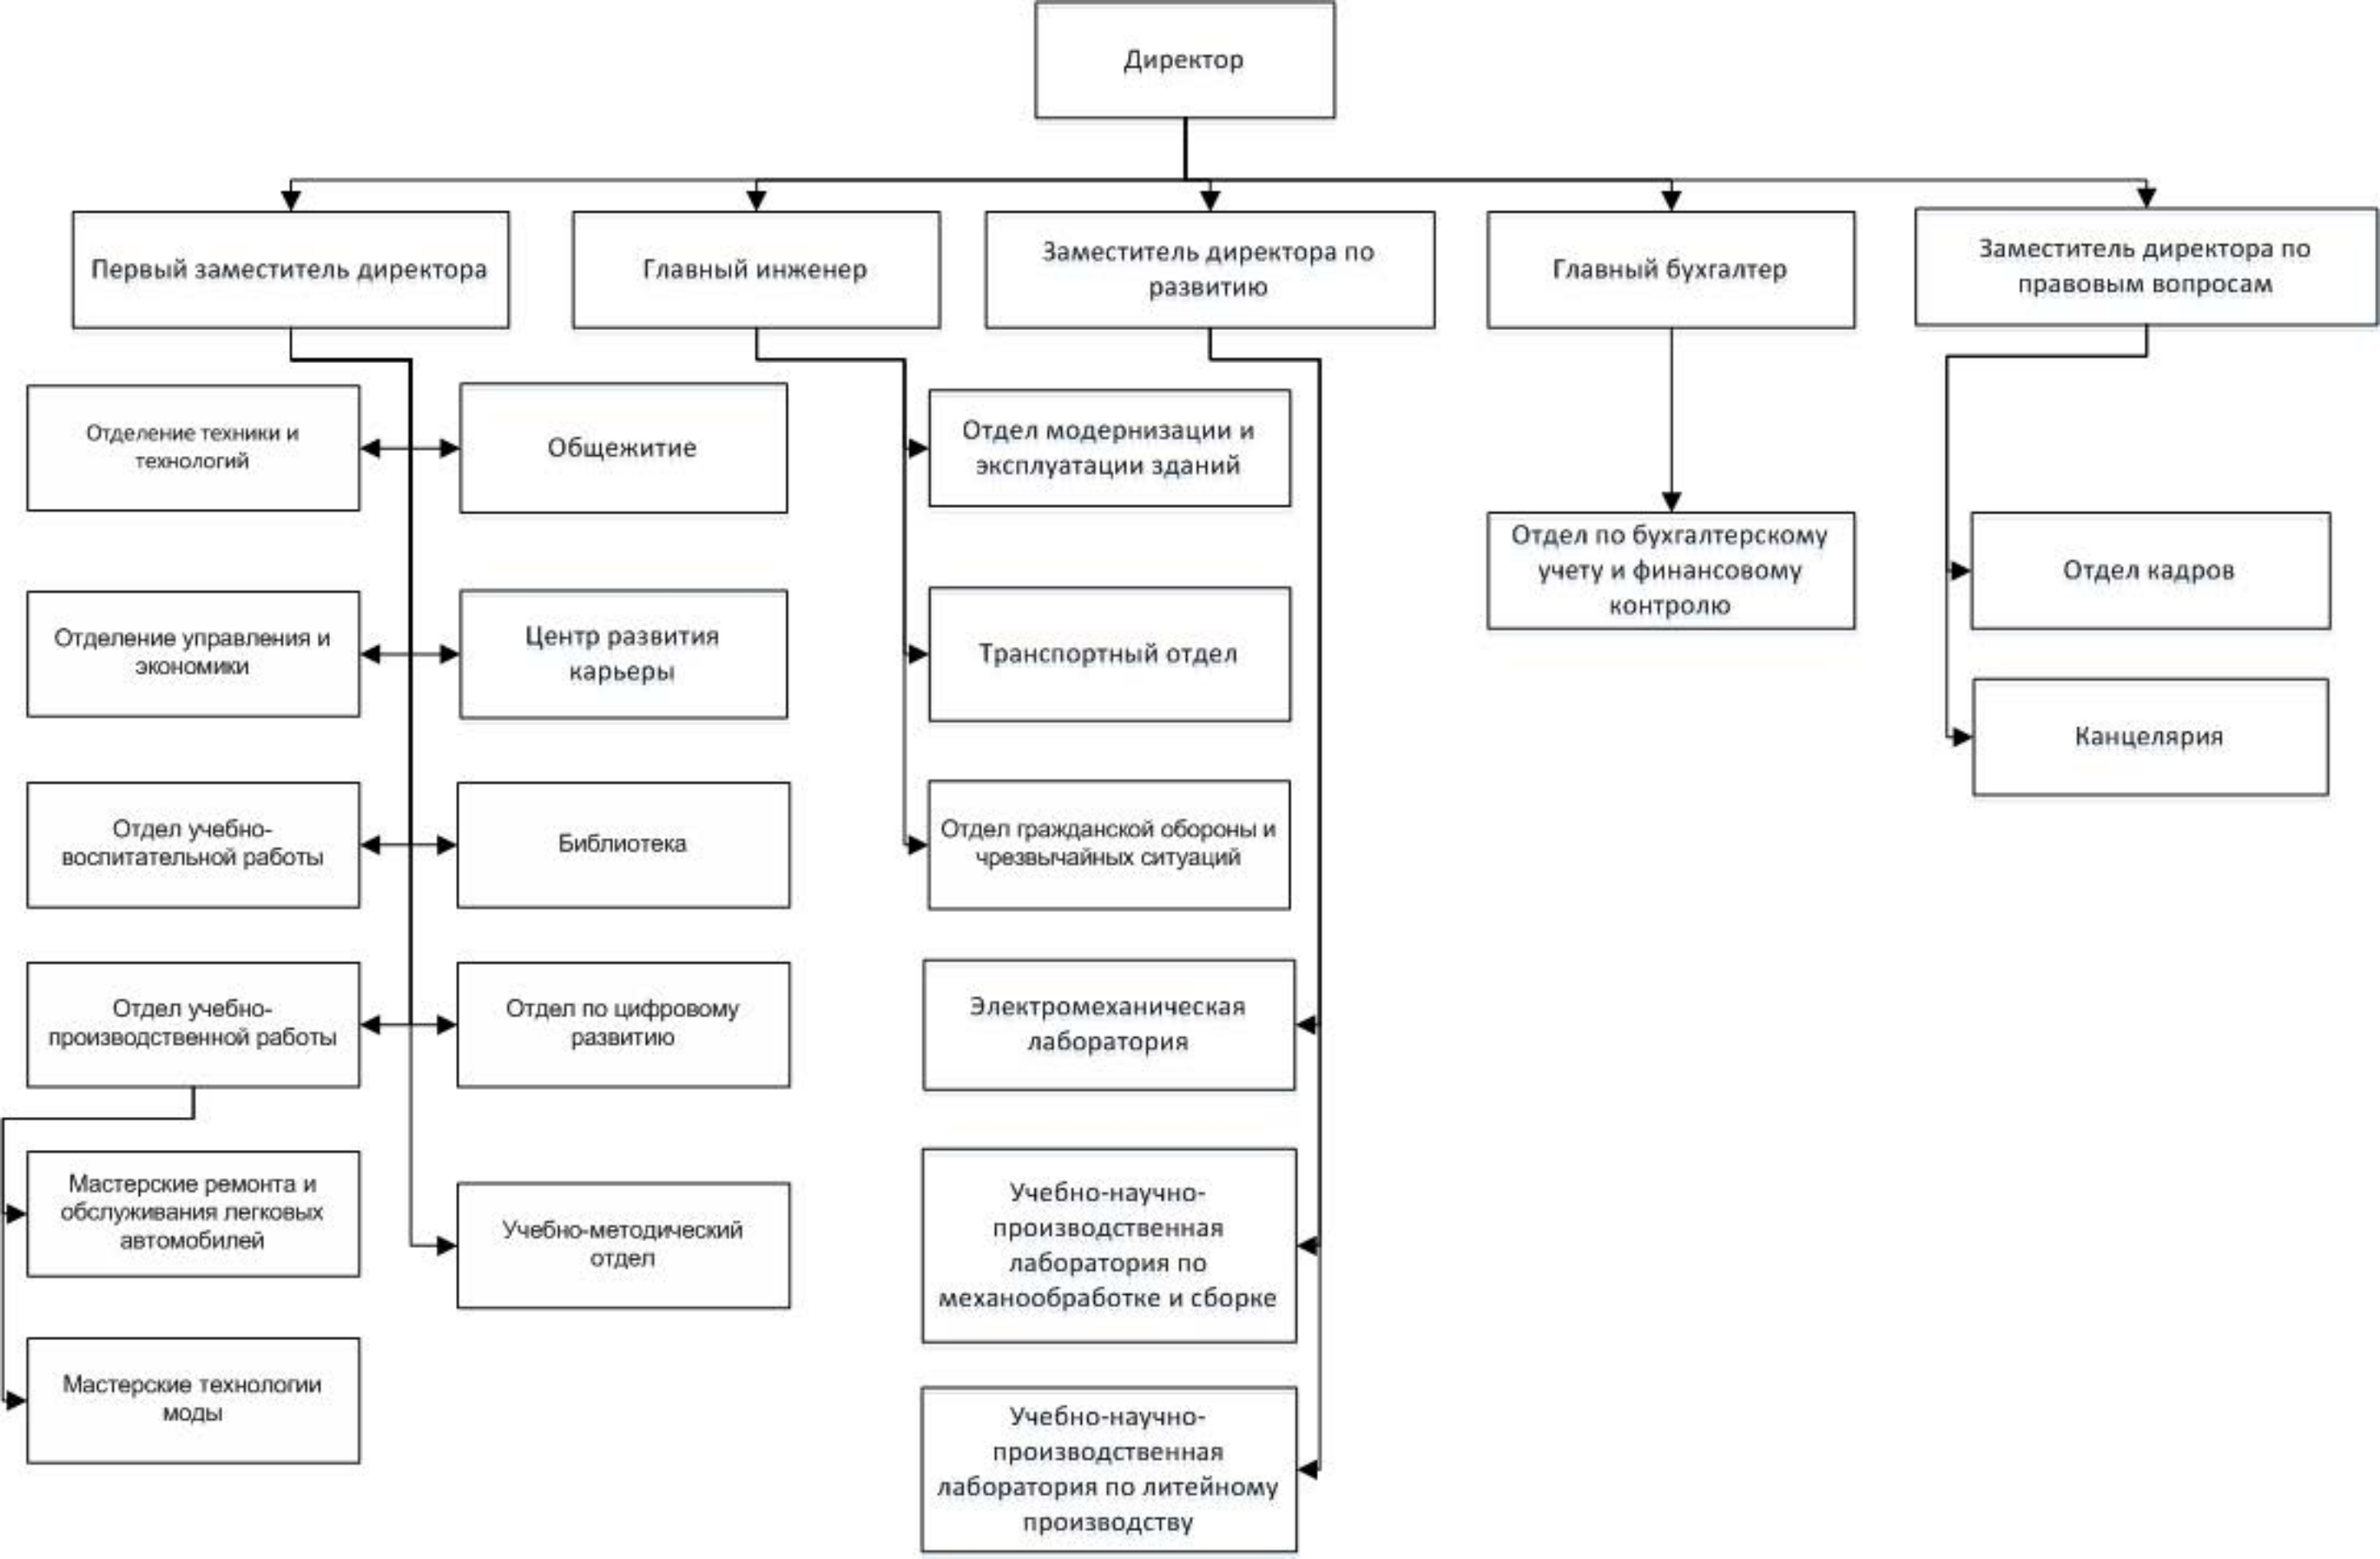 Директор
Первый заместитель директора
Главный инженер
Заместитель директора по
развитию
Главный бухгалтер
Заместитель директора по
правовым вопросам
Отделение техники и
технологий
Общежитие
Отдел модернизации и
эксплуатации зданий
Отдел по бухгалтерскому
учету и финансовому
контролю
Отдел кадров
Отделение управления и
экономики
Центр развития
карьеры
Транспортный отдел
Канцелярия
Отдел учебно-
воспитательной работы
Библиотека
Отдел гражданской обороны и
чрезвычайных ситуаций
Отдел учебно-
производственной работы
Отдел по цифровому
развитию
Электромеханическая
лаборатория
Мастерские ремонта и
обслуживания легковых
автомобилей
Учебно-методический
отдел
Учебно-научно-
производственная
лаборатория по
механообработке и сборке
Мастерские технологии
моды
Учебно-научно-
производственная
лаборатория по литейному
производству